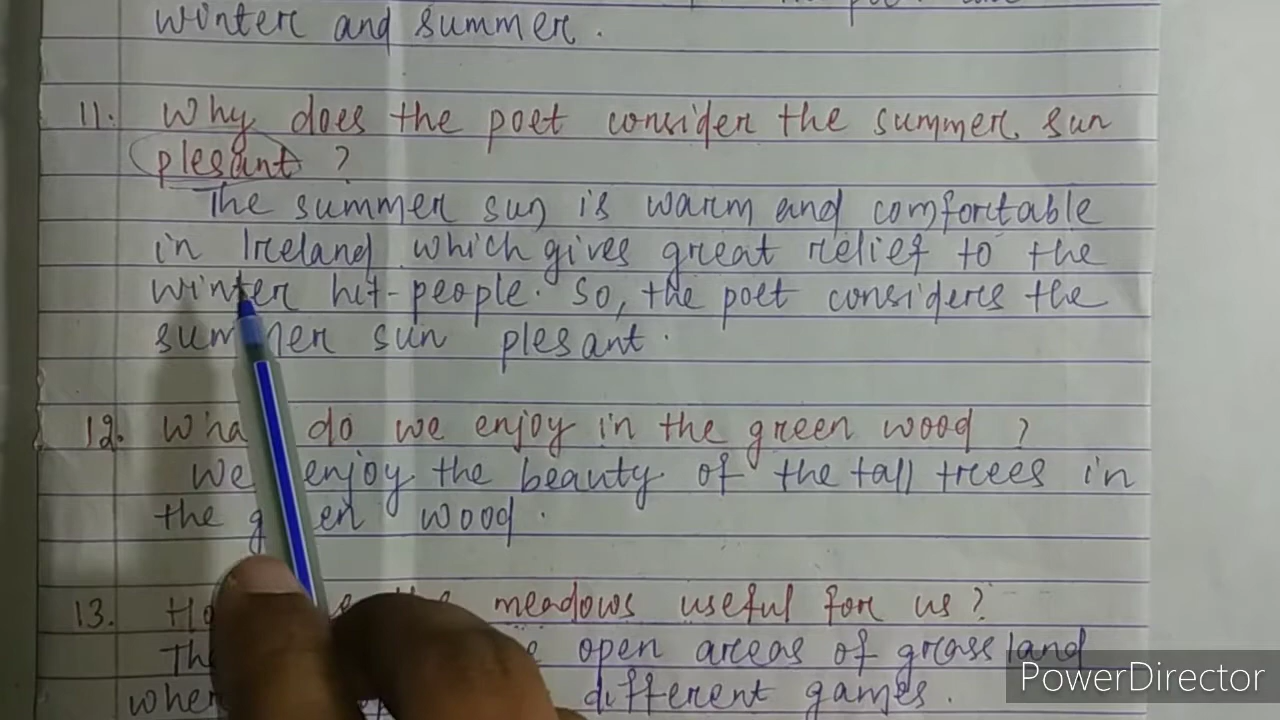 winter and summer.
11. Why does the poet consider the summer sun
plesant ?
The summer sun is warm and comfortable
in Ireland which gives great relief to the
winter hit-people. So, the poet considers the
summer sun plesant.
12. do we enjoy in the green wood ?
We enjoy the beauty of the tall trees in
the wood.
13. meadows useful for us ?
open areas of grass land
different games.
PowerDirector